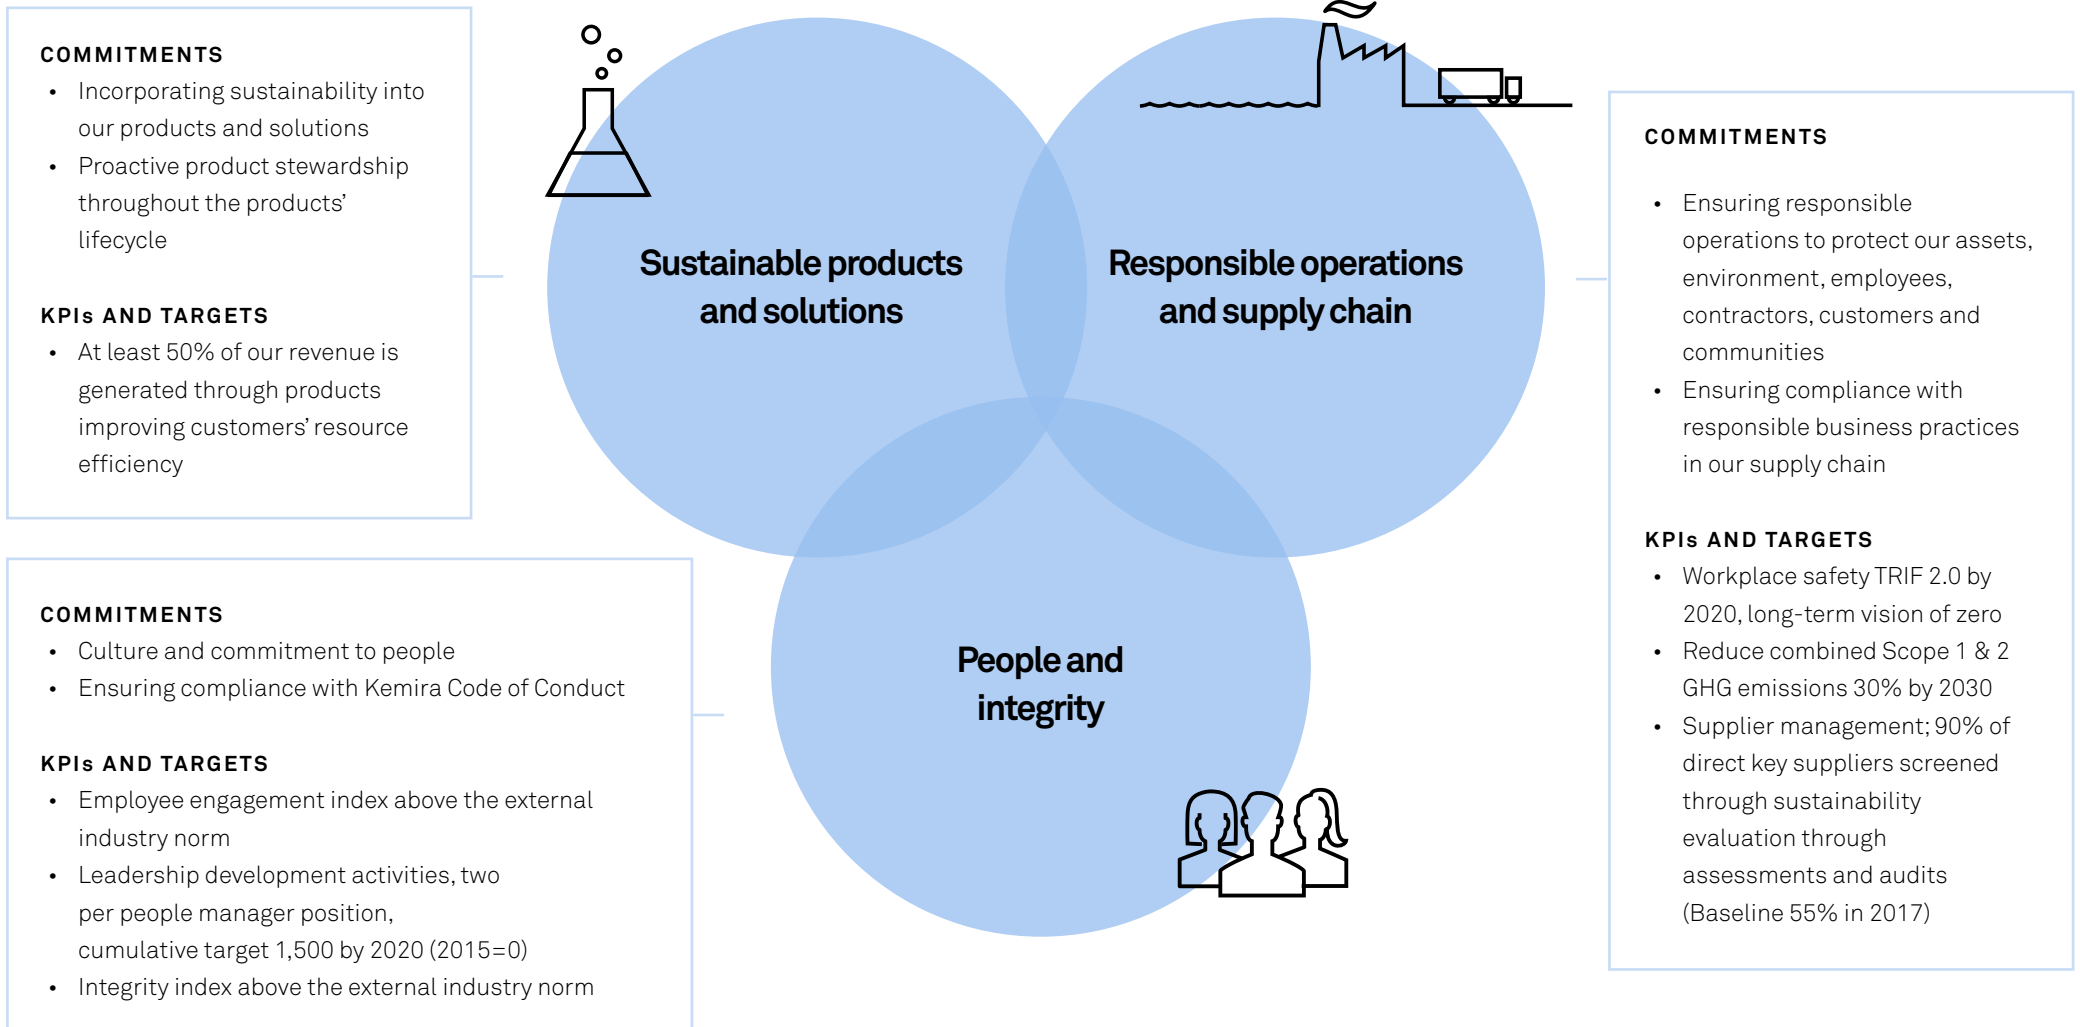 COMMITMENTS
• Incorporating sustainability into
our products and solutions
• Proactive product stewardship
throughout the products’
lifecycle
KPIs AND TARGETS
• At least 50% of our revenue is
generated through products
improving customers’ resource
efficiency
Sustainable products
and solutions
Responsible operations
and supply chain
COMMITMENTS
• Ensuring responsible
operations to protect our assets,
environment, employees,
contractors, customers and
communities
• Ensuring compliance with
responsible business practices
in our supply chain
KPIs AND TARGETS
• Workplace safety TRIF 2.0 by
2020, long-term vision of zero
• Reduce combined Scope 1 & 2
GHG emissions 30% by 2030
• Supplier management; 90% of
direct key suppliers screened
through sustainability
evaluation through
assessments and audits
(Baseline 55% in 2017)
COMMITMENTS
• Culture and commitment to people
• Ensuring compliance with Kemira Code of Conduct
KPIs AND TARGETS
• Employee engagement index above the external
industry norm
• Leadership development activities, two
per people manager position,
cumulative target 1,500 by 2020 (2015=0)
• Integrity index above the external industry norm
People and
integrity